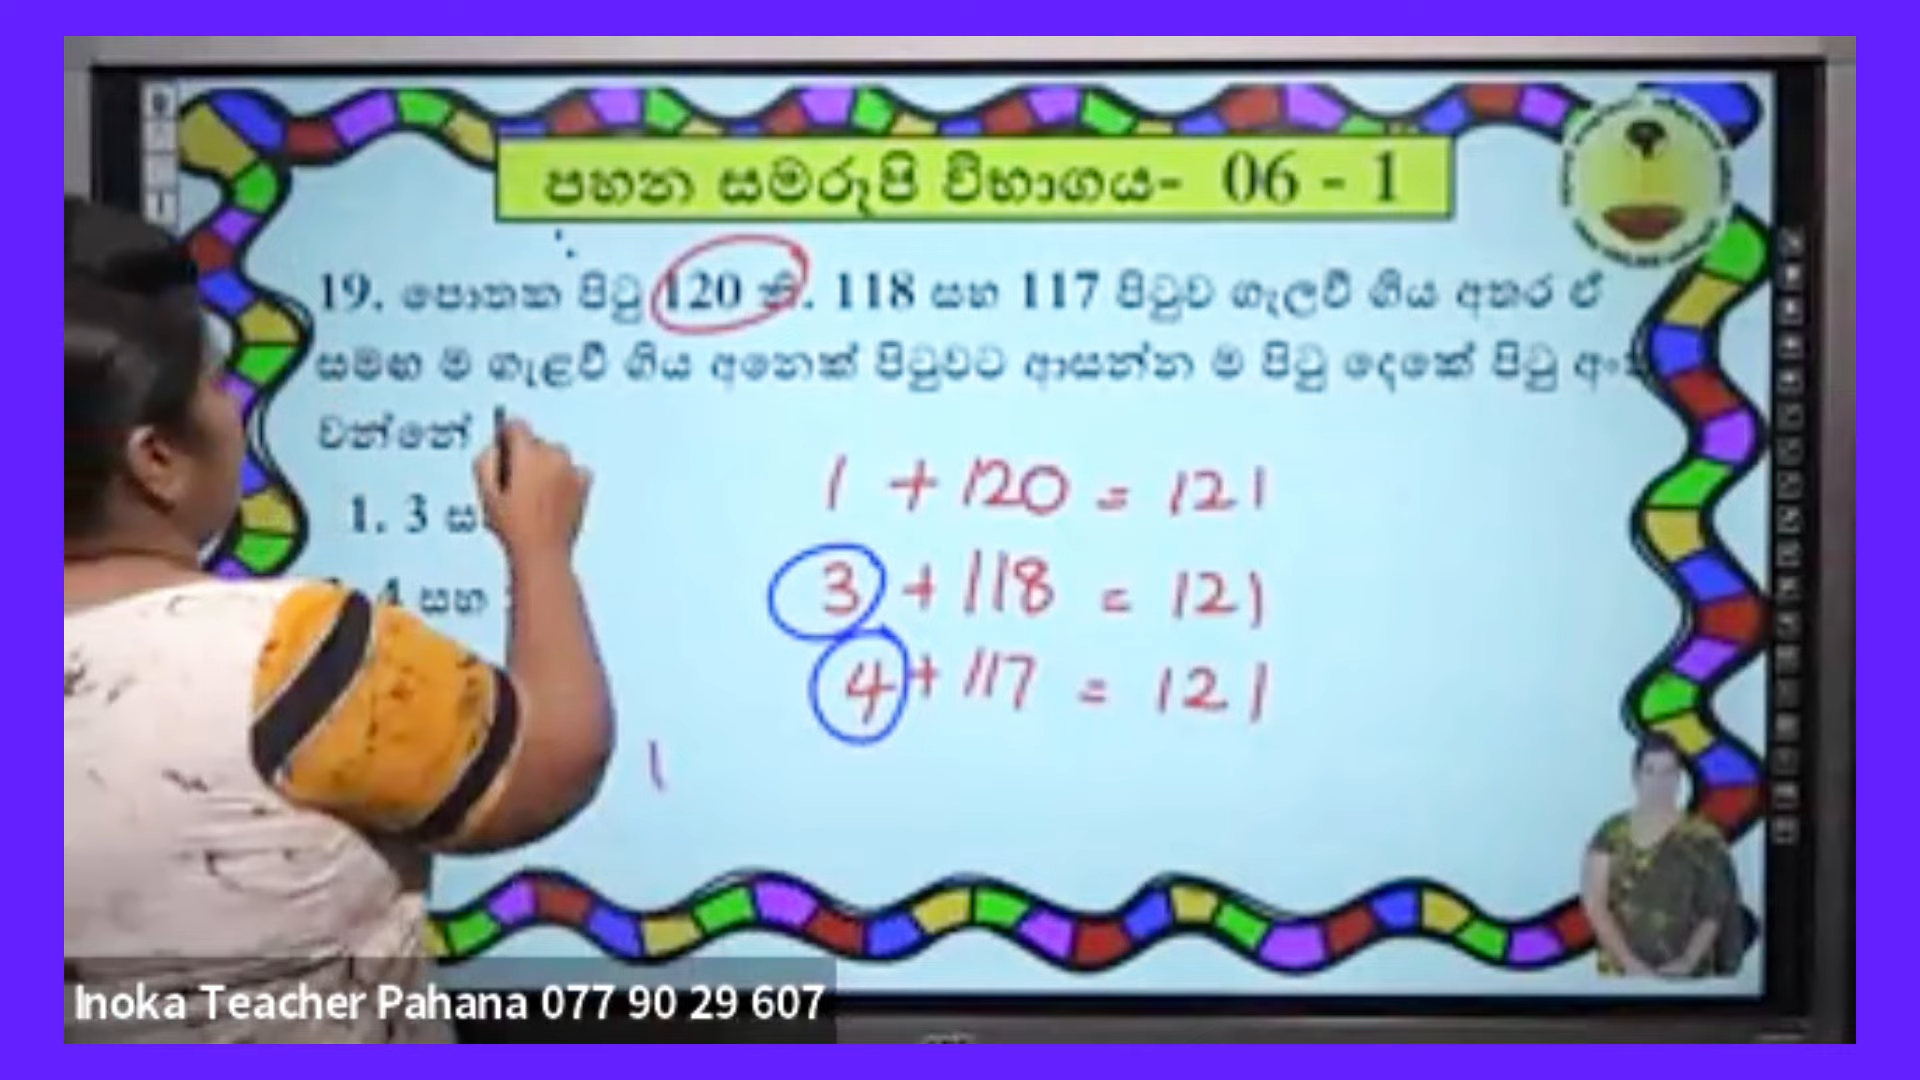 පහන සමරූපි විභාගය- 06 - 1
19. පොතක පිටු 120 කි. 118 සහ 117 පිටුව ගැලවී ගිය අතර ඒ
සමඟ ම ගැළවී ගිය අනෙක් පිටුවට ආසන්න ම පිටු දෙකේ පිටු
වන්නේ
1. 3
4 සහ
1 + 120 = 121
3 + 118 = 121
4 + 117 = 121
1
Inoka Teacher Pahana 077 90 29 607